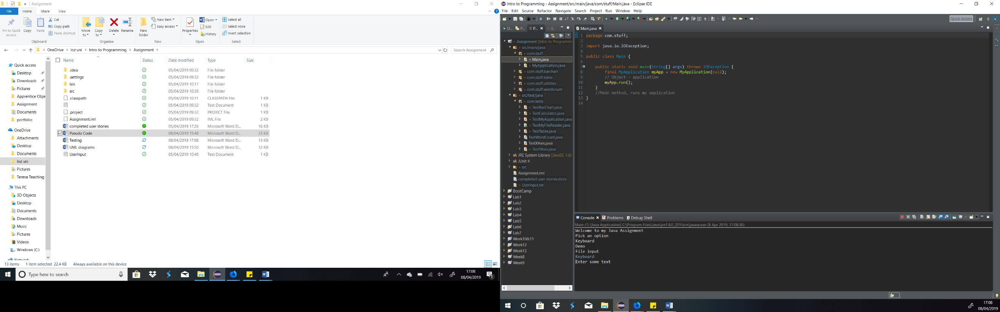 Assignment
File Home Share View
Pin to Quick access
Copy
Paste
Cut
Copy path
Paste shortcut
Clipboard
Move to
Copy to
Delete
Rename
Organise
New folder
New item
Easy access
New
Properties
Open
Edit
History
Open
Select all
Select none
Invert selection
Select
> OneDrive > loz uni > Intro to Programming > Assignment >
Search Assignment
Quick access
Desktop
Downloads
Pictures
Apprentice Obje
Assignment
Documents
portfolio
OneDrive
Attachments
Desktop
Documents
loz uni
Pictures
Teresa Teaching
This PC
3D Objects
Desktop
Documents
Downloads
Music
Pictures
Videos
Windows (C:)
Network
Name Status Date modified Type Size
.idea 05/04/2019 09:32 File folder
.settings 05/04/2019 09:32 File folder
bin 05/04/2019 10:17 File folder
src 05/04/2019 10:39 File folder
.classpath 05/04/2019 10:11 CLASSPATH File 1 KB
05/04/2019 09:32 Text Document 1 KB
.project 05/04/2019 09:32 PROJECT File 1 KB
Assignment.iml 05/04/2019 09:32 IML File 2 KB
completed user stories 05/04/2019 17:26 Microsoft Word D... 16 KB
Pseudo Code 08/04/2019 15:48 Microsoft Word D... 23 KB
Testing 08/04/2019 17:08 Microsoft Word D... 13 KB
UML diagrams 08/04/2019 15:50 Microsoft Word D... 12 KB
UserInput 05/04/2019 10:49 Text Document 1 KB
13 items 1 item selected 22.4 KB Always available on this device
Type here to search
17:08
08/04/2019
1
Intro to Programming - Assignment/src/main/java/com/stuff/Main.java - Eclipse IDE
File Edit Source Refactor Navigate Search Project Run Window Help
Quick Access
D... P... P... J...
> Assignment [Intro to Programmi
> src/main/java
> com.stuff
> Main.java
> MyApplication.java
> com.stuff.barchart
> com.stuff.table
> com.stuff.utilities
> com.stuff.wordcount
> src/test/java
> com.tests
> TestBarChart.java
> TestCalculator.java
> TestMyApplication.java
> TestMyFileReader.java
> TestTable.java
TestWordCount.java
TestXAxis.java
> TestYAxis.java
JRE System Library [JavaSE-1.8]
JUnit 4
> src
Assignment.iml
completed user stories.docx
> UserInput.txt
BootCamp
Lab1
Lab2
Lab3
Lab4
Lab5
Lab6
Lab7
Week10&11
Week12
Week13
Week8
Week9
Main.java
1 package com.stuff;
2
3 import java.io.IOException;
4
5 public class Main {
6
7 public static void main(String[] args) throws IOException {
8 final MyApplication myApp = new MyApplication(null);
9 // Object - application
10 myApp.run();
11 }
12 //Main method, runs my application
13 }
14
Console Problems Debug Shell
Main (1) [Java Application] C:\Program Files\Java\jre1.8.0_201\bin\javaw.exe (8 Apr 2019, 17:08:30)
Welcome to my Java Assignment
Pick an option
Keyboard
Demo
File input
Keyboard
Enter some text
17:08
08/04/2019